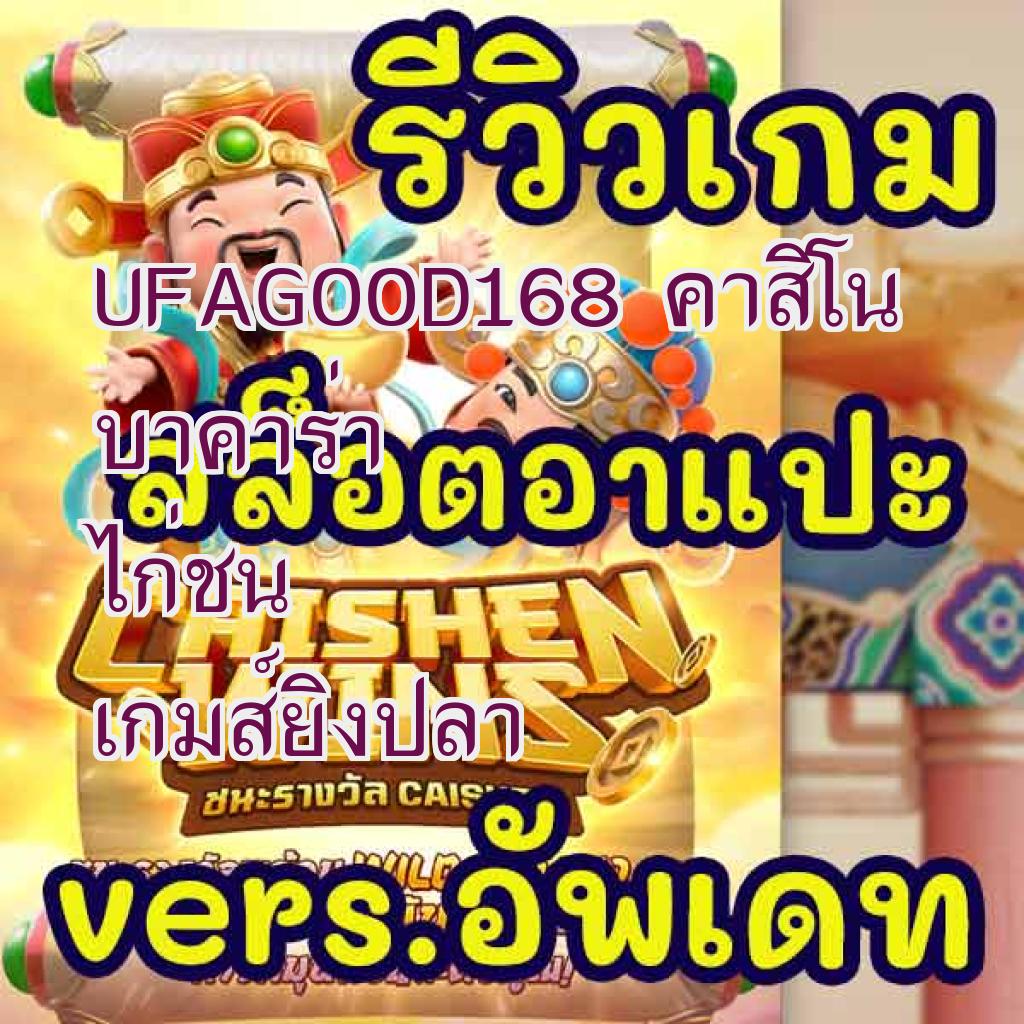 รีวิวเกม
UFAGOOD168 คาสิโน
บาคาร่า
สล็อตอาแปะ
ไก่ชน
CAISHEN
WINS
เกมส์ยิงปลา
ชนะรางวัล CAISHEN
vers.อัพเดท